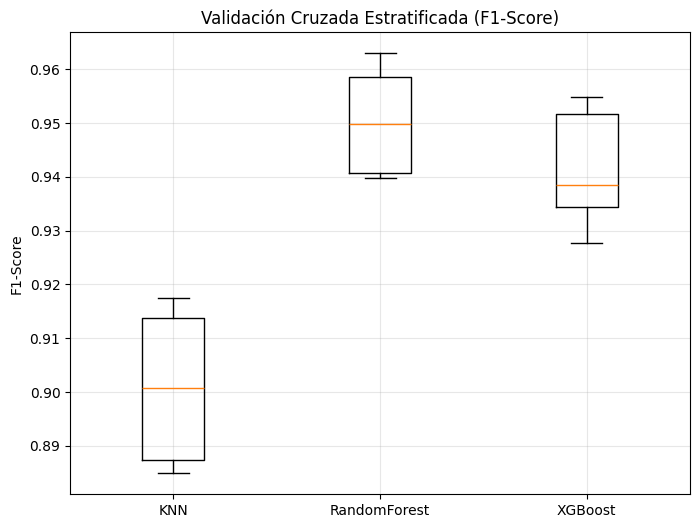 Validación Cruzada Estratificada (F1-Score)
F1-Score
0.96
0.95
0.94
0.93
0.92
0.91
0.90
0.89
KNN RandomForest XGBoost